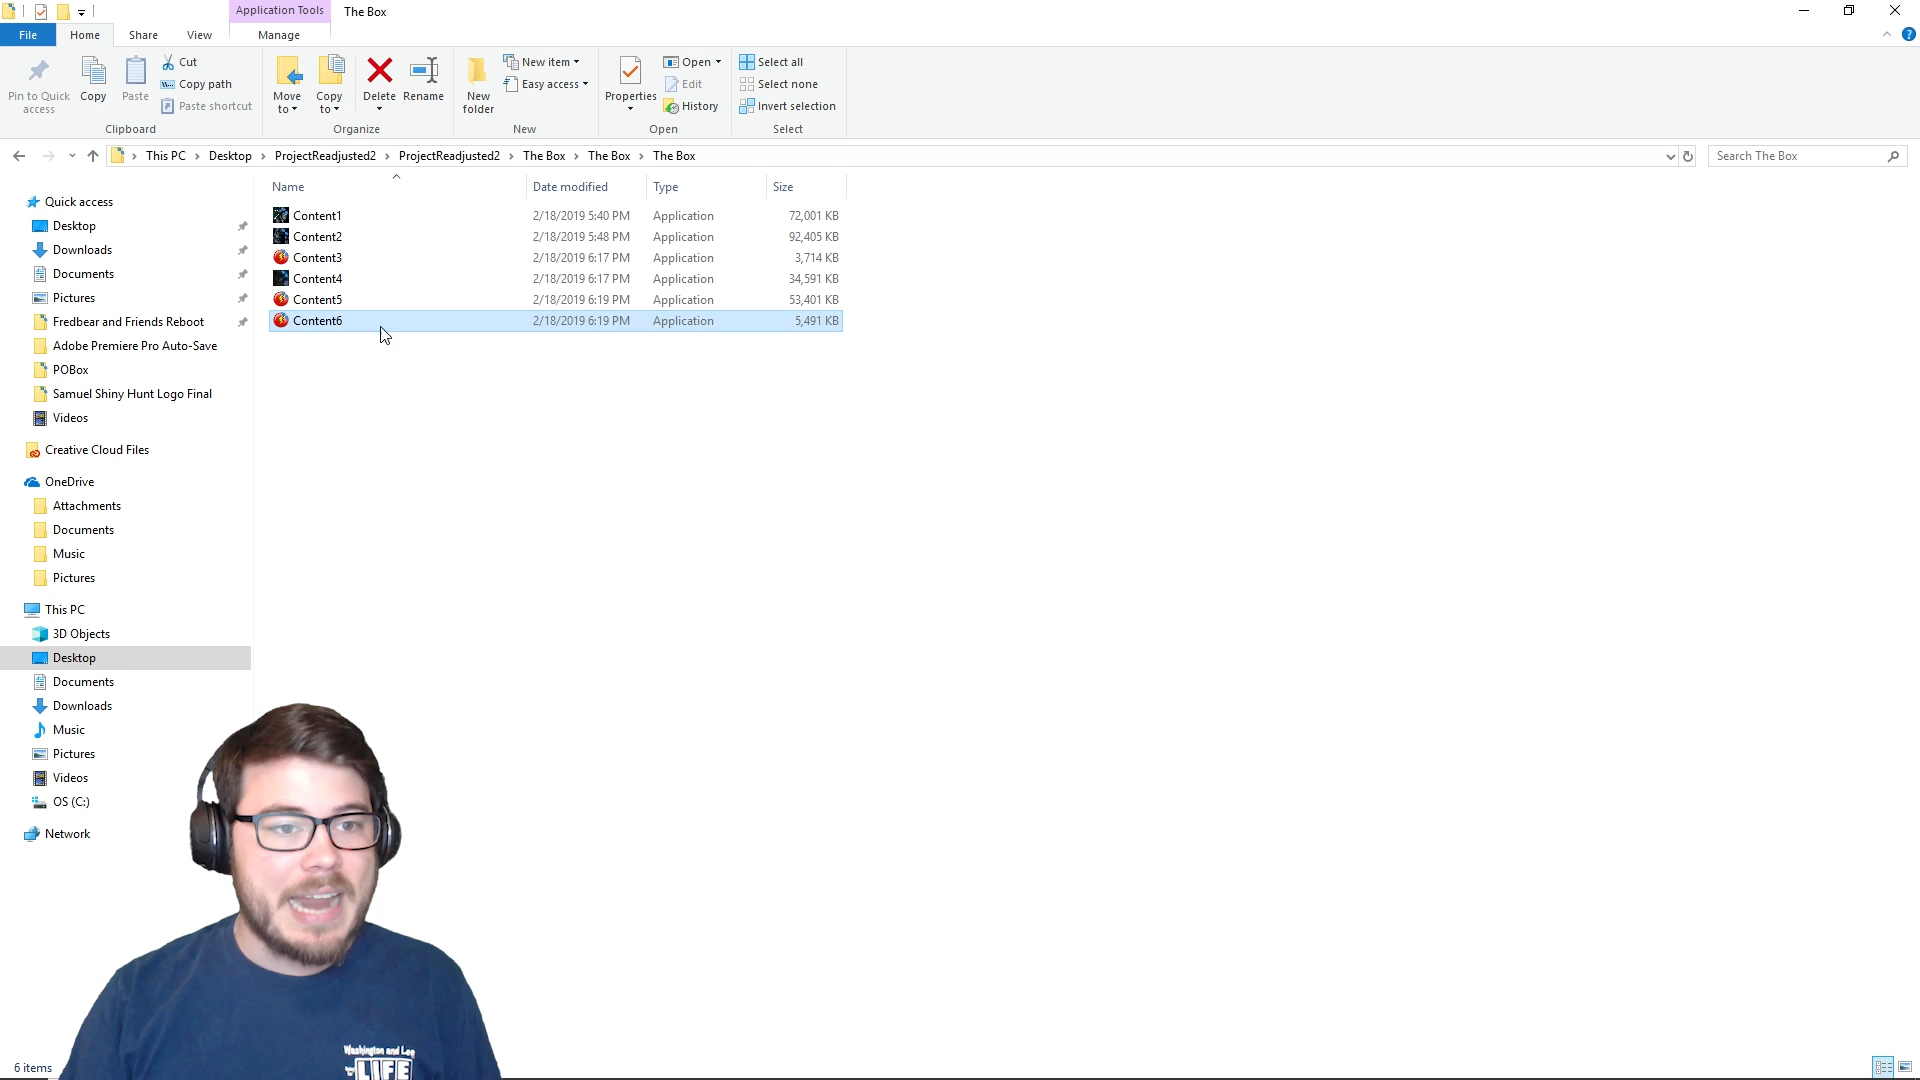 Application Tools The Box
File Home Share View Manage
Pin to Quick access
Copy
Paste
Cut
Copy path
Paste shortcut
Clipboard
Move to
Copy to
Delete
Rename
Organize
New folder
New item
Easy access
New
Properties
Open
Edit
History
Open
Select all
Select none
Invert selection
Select
This PC Desktop ProjectReadjusted2 ProjectReadjusted2 The Box The Box The Box
Search The Box
Name Date modified Type Size
Content1 2/18/2019 5:40 PM Application 72,001 KB
Content2 2/18/2019 5:48 PM Application 92,405 KB
Content3 2/18/2019 6:17 PM Application 3,714 KB
Content4 2/18/2019 6:17 PM Application 34,591 KB
Content5 2/18/2019 6:19 PM Application 53,401 KB
Content6 2/18/2019 6:19 PM Application 5,491 KB
Quick access
Desktop
Downloads
Documents
Pictures
Fredbear and Friends Reboot
Adobe Premiere Pro Auto-Save
POBox
Samuel Shiny Hunt Logo Final
Videos
Creative Cloud Files
OneDrive
Attachments
Documents
Music
Pictures
This PC
3D Objects
Desktop
Documents
Downloads
Music
Pictures
Videos
OS (C:)
Network
Washington and Lee
LIFE
6 items